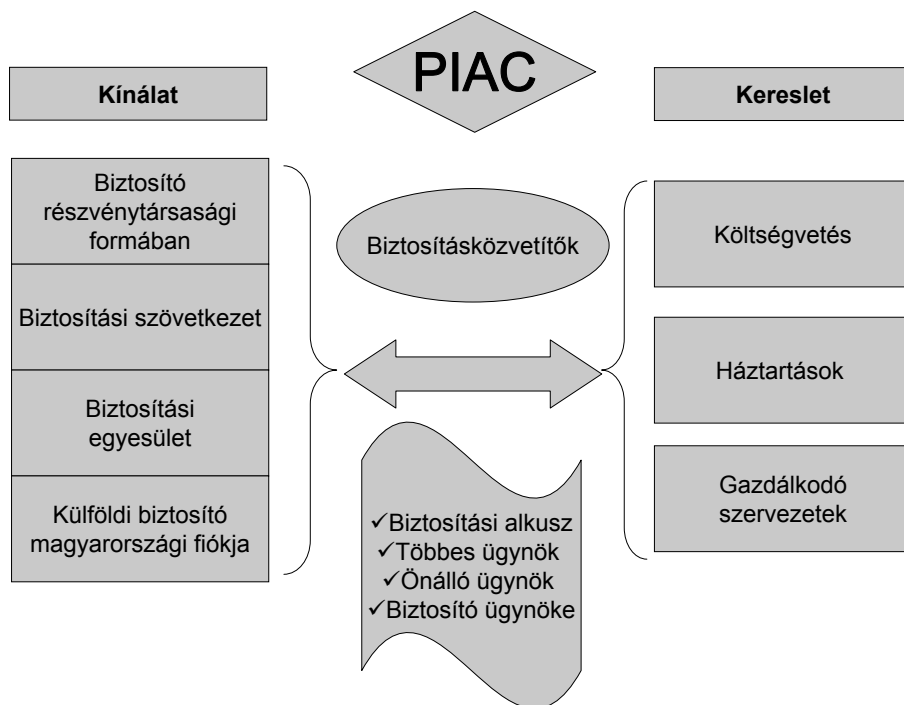 PIAC
Kínálat
Kereslet
Biztosító
részvénytársasági
formában
Biztosítási szövetkezet
Biztosítási
egyesület
Külföldi biztosító
magyarországi fiókja
Biztosításközvetítők
✓Biztosítási alkusz
✓Többes ügynök
✓Önálló ügynök
✓Biztosító ügynöke
Költségvetés
Háztartások
Gazdálkodó
szervezetek